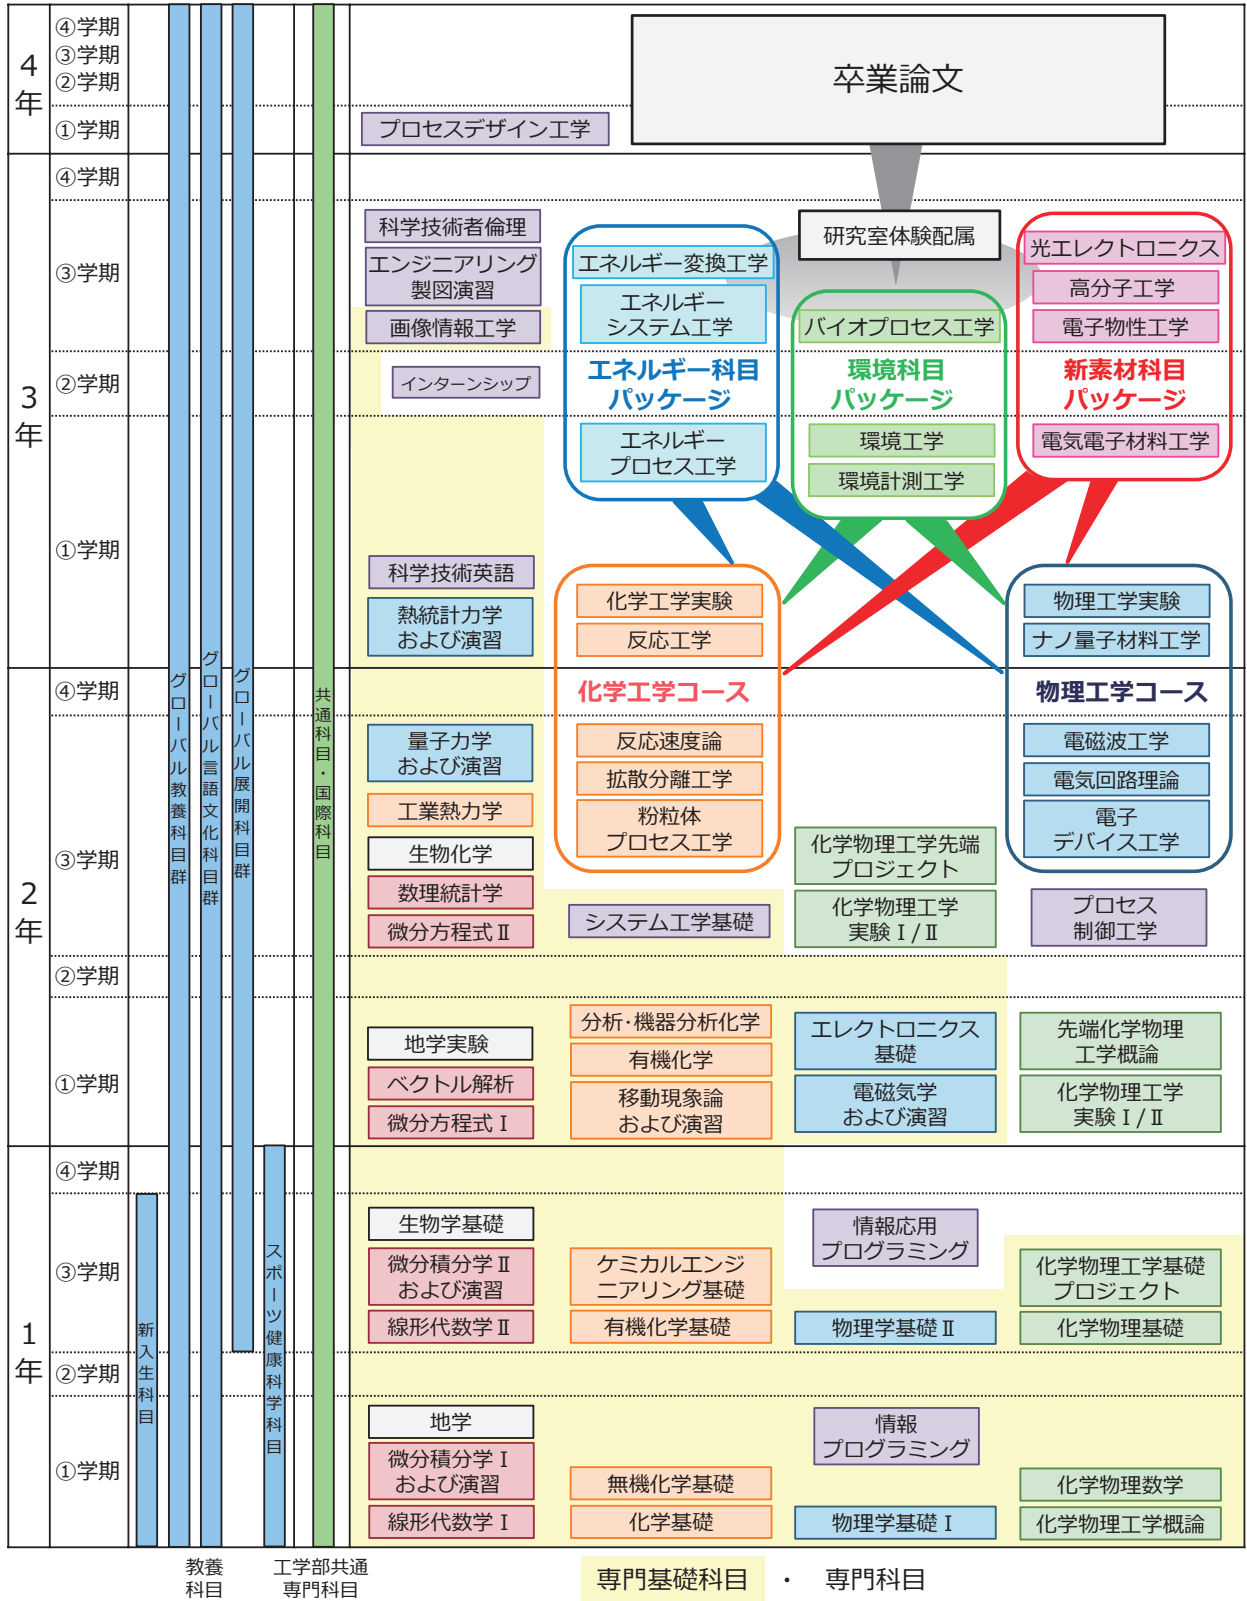 4
年
④学期
③学期
②学期
①学期
卒業論文
プロセスデザイン工学
3
年
④学期
③学期
②学期
①学期
科学技術者倫理
エンジニアリング
製図演習
画像情報工学
インターンシップ
エネルギー変換工学
エネルギー
システム工学
エネルギー科目
パッケージ
エネルギー
プロセス工学
研究室体験配属
バイオプロセス工学
環境科目
パッケージ
環境工学
環境計測工学
光エレクトロニクス
高分子工学
電子物性工学
新素材科目
パッケージ
電気電子材料工学
科学技術英語
熱統計力学
および演習
化学工学実験
反応工学
化学工学コース
反応速度論
拡散分離工学
粉粒体
プロセス工学
物理工学実験
ナノ量子材料工学
物理工学コース
電磁波工学
電気回路理論
電子
デバイス工学
2
年
④学期
③学期
②学期
①学期
量子力学
および演習
工業熱力学
生物化学
数理統計学
微分方程式Ⅱ
システム工学基礎
化学物理工学先端
プロジェクト
化学物理工学
実験Ⅰ/Ⅱ
プロセス
制御工学
地学実験
ベクトル解析
微分方程式Ⅰ
分析・機器分析化学
有機化学
移動現象論
および演習
エレクトロニクス
基礎
電磁気学
および演習
先端化学物理
工学概論
化学物理工学
実験Ⅰ/Ⅱ
1
年
④学期
③学期
②学期
①学期
生物学基礎
微分積分学Ⅱ
および演習
線形代数学Ⅱ
ケミカルエンジ
ニアリング基礎
有機化学基礎
情報応用
プログラミング
物理学基礎Ⅱ
化学物理工学基礎
プロジェクト
化学物理基礎
地学
微分積分学Ⅰ
および演習
線形代数学Ⅰ
無機化学基礎
化学基礎
情報
プログラミング
物理学基礎Ⅰ
化学物理数学
化学物理工学概論
新入生科目
グローバル教養科目群
グローバル言語文化科目群
グローバル展開科目群
スポーツ健康科学科目
共通科目・国際科目
教養
科目
工学部共通
専門科目
専門基礎科目 ・ 専門科目